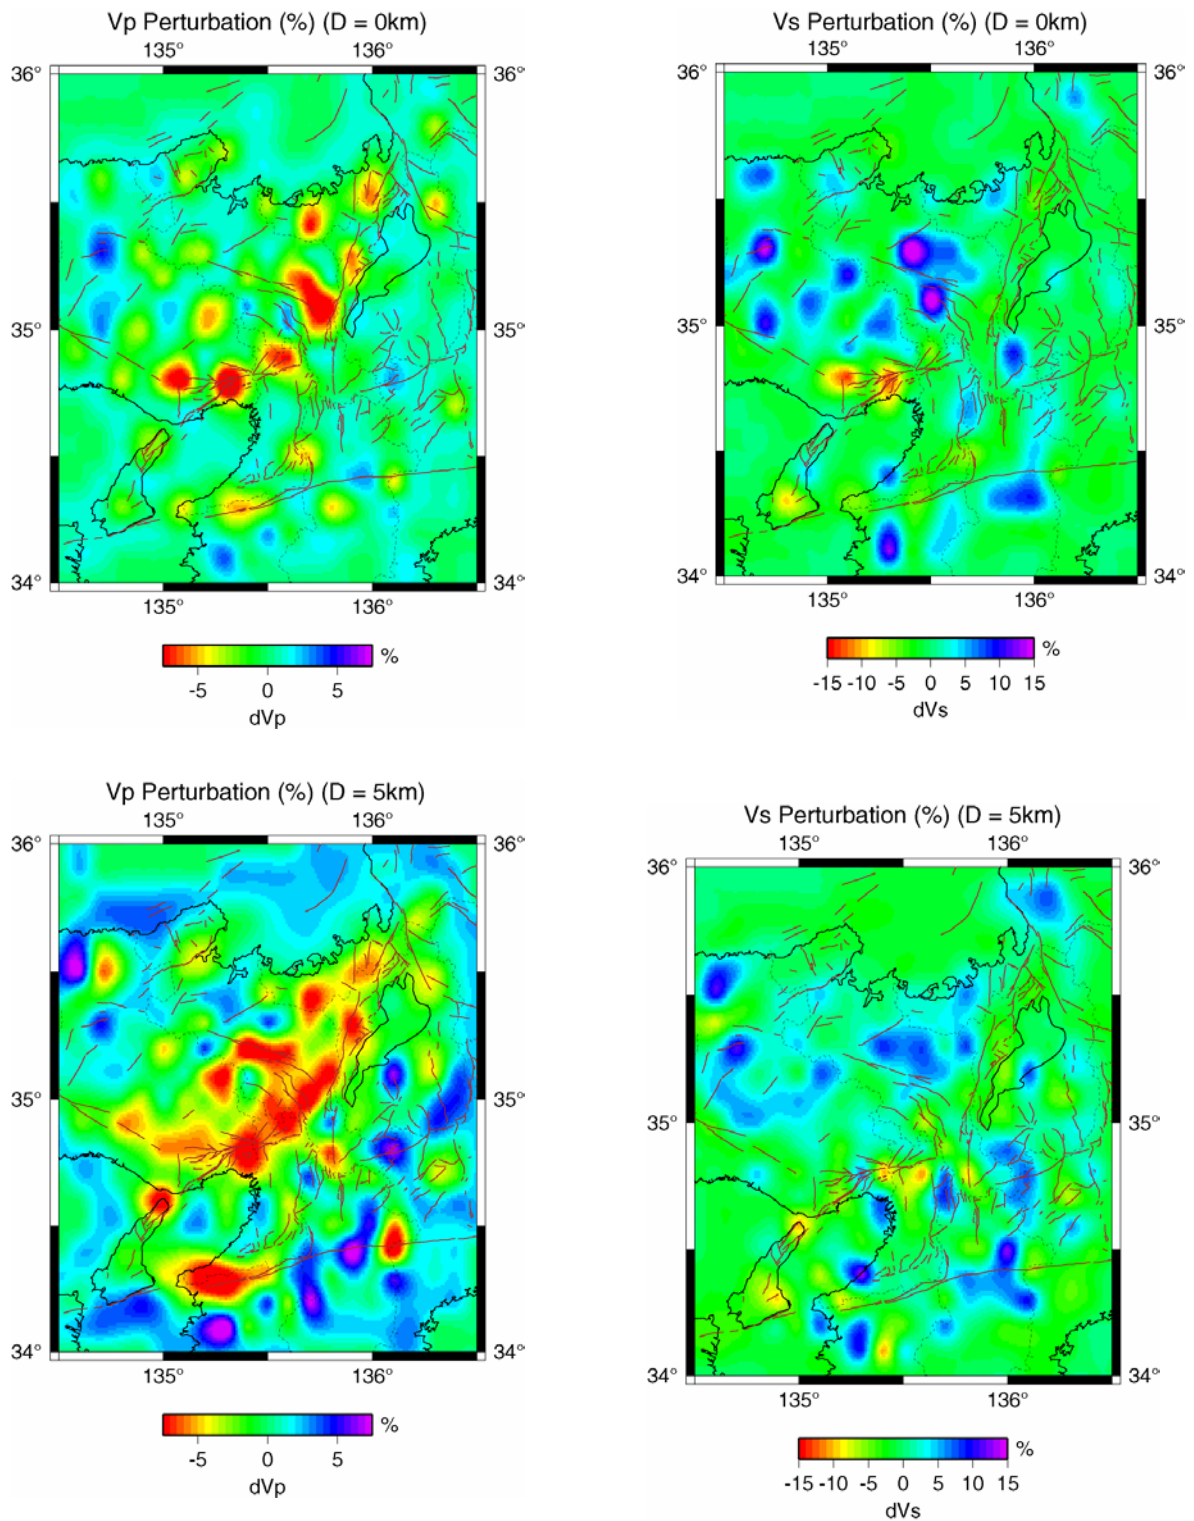 Vp Perturbation (%) (D = 0km)
135° 136°
36° 36°
35° 35°
34° 34°
135° 136°
%
-5 0 5
dVp
Vs Perturbation (%) (D = 0km)
135° 136°
36° 36°
35° 35°
34° 34°
135° 136°
%
-15 -10 -5 0 5 10 15
dVs
Vp Perturbation (%) (D = 5km)
135° 136°
36° 36°
35° 35°
34° 34°
135° 136°
%
-5 0 5
dVp
Vs Perturbation (%) (D = 5km)
135° 136°
36° 36°
35° 35°
34° 34°
135° 136°
%
-15 -10 -5 0 5 10 15
dVs